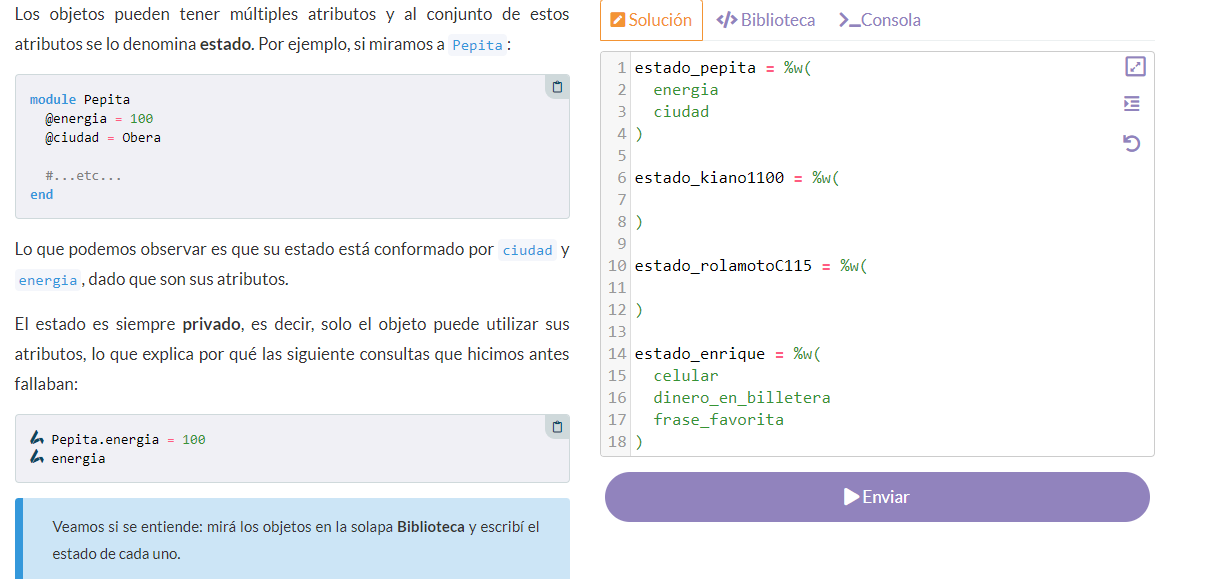 Los objetos pueden tener múltiples atributos y al conjunto de estos
atributos se lo denomina estado. Por ejemplo, si miramos a Pepita :
module Pepita
  @energia = 100
  @ciudad = Obera

  #...etc...
end
Lo que podemos observar es que su estado está conformado por ciudad y
energia , dado que son sus atributos.
El estado es siempre privado, es decir, solo el objeto puede utilizar sus
atributos, lo que explica por qué las siguiente consultas que hicimos antes
fallaban:
Pepita.energia = 100
energia
Veamos si se entiende: mirá los objetos en la solapa Biblioteca y escribí el
estado de cada uno.
Solución </> Biblioteca >_Consola
1 estado_pepita = %w(
2   energia
3   ciudad
4 )
5
6 estado_kiano1100 = %w(
7
8 )
9
10 estado_rolamotoC115 = %w(
11
12 )
13
14 estado_enrique = %w(
15   celular
16   dinero_en_billetera
17   frase_favorita
18 )
Enviar